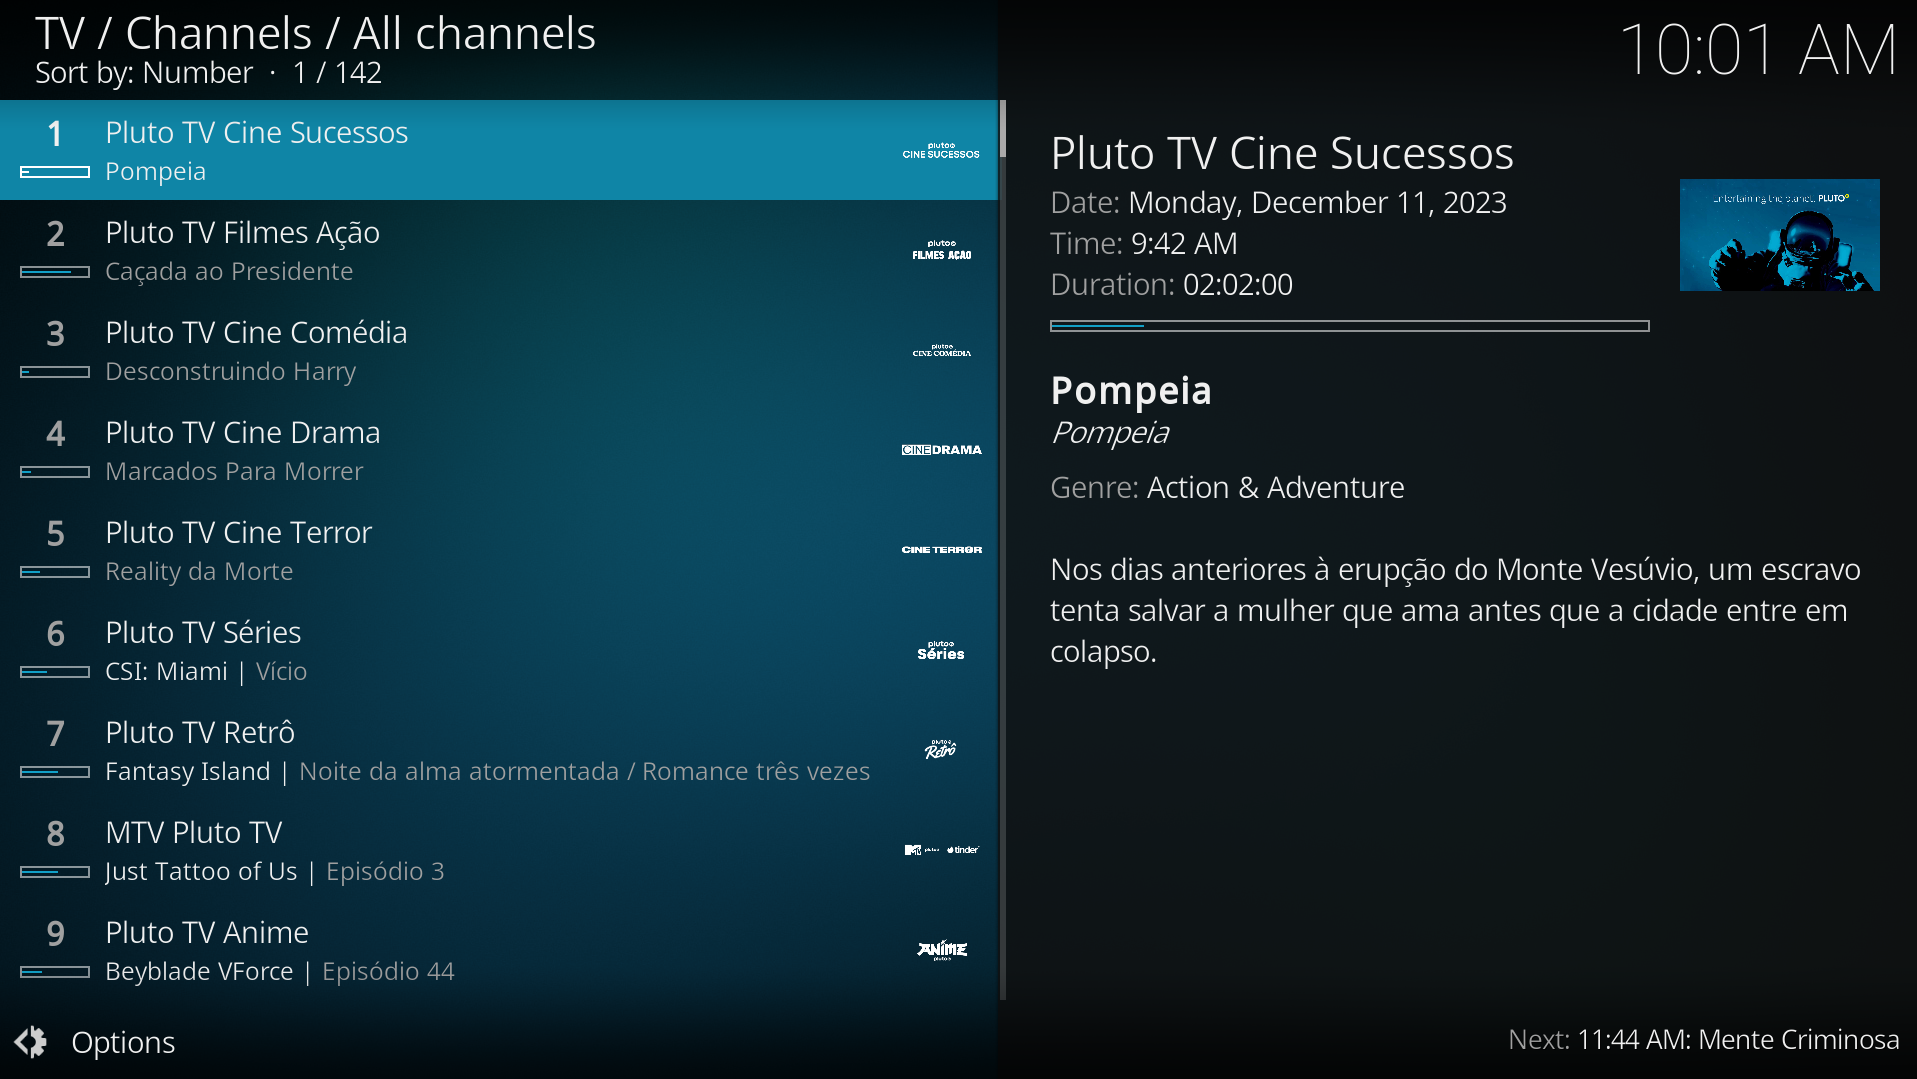 TV / Channels / All channels
Sort by: Number · 1 / 142
10:01 AM
1 Pluto TV Cine Sucessos
Pompeia
pluto CINE SUCESSOS
2 Pluto TV Filmes Ação
Caçada ao Presidente
pluto FILMES AÇÃO
3 Pluto TV Cine Comédia
Desconstruindo Harry
pluto CINE COMÉDIA
4 Pluto TV Cine Drama
Marcados Para Morrer
CINE DRAMA
5 Pluto TV Cine Terror
Reality da Morte
CINE TERROR
6 Pluto TV Séries
CSI: Miami | Vício
pluto Séries
7 Pluto TV Retrô
Fantasy Island | Noite da alma atormentada / Romance três vezes
pluto Retrô
8 MTV Pluto TV
Just Tattoo of Us | Episódio 3
MTV pluto tinder
9 Pluto TV Anime
Beyblade VForce | Episódio 44
ANIME pluto
Options
Pluto TV Cine Sucessos
Date: Monday, December 11, 2023
Time: 9:42 AM
Duration: 02:02:00
Entertaining the planet. PLUTO
Pompeia
Pompeia
Genre: Action & Adventure
Nos dias anteriores à erupção do Monte Vesúvio, um escravo
tenta salvar a mulher que ama antes que a cidade entre em
colapso.
Next: 11:44 AM: Mente Criminosa